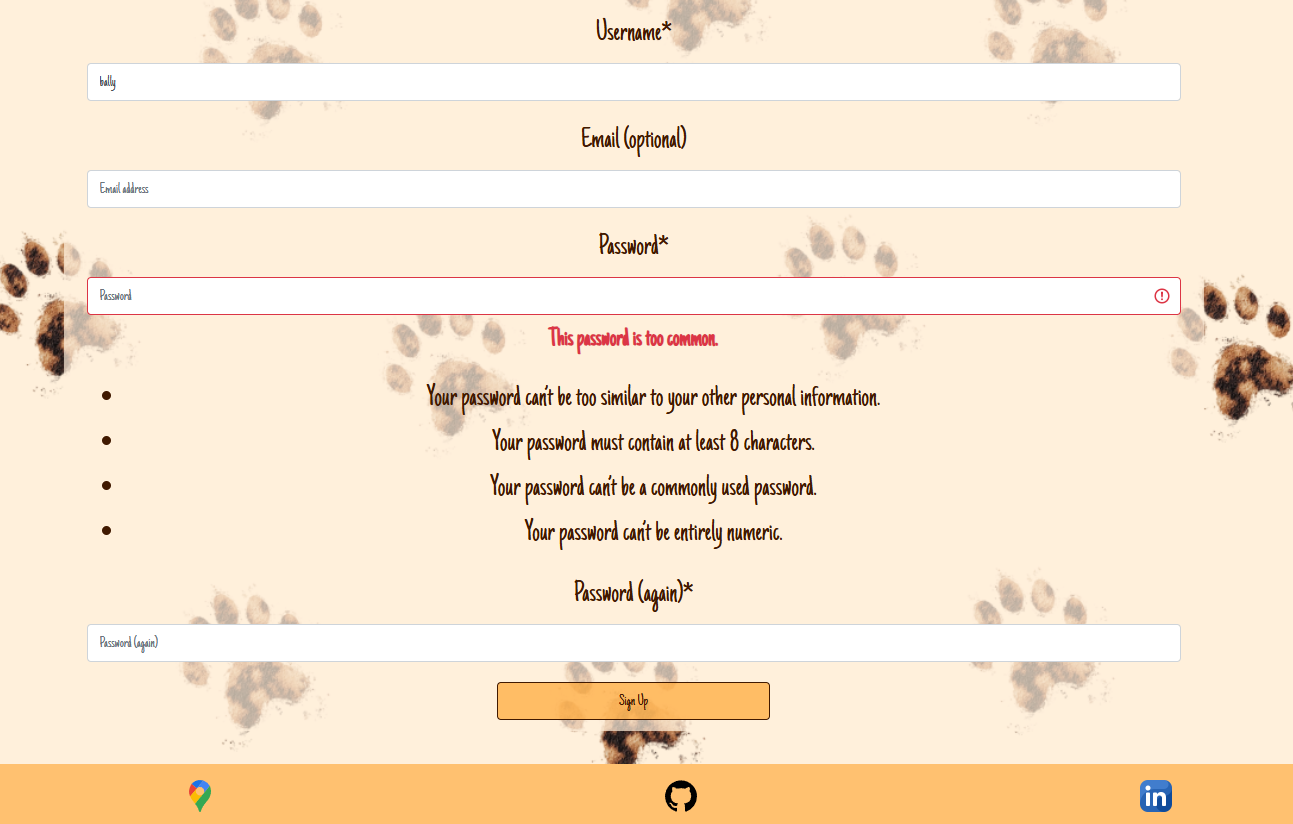 Username*
bally
Email (optional)
Email address
Password*
Password
This password is too common.
Your password can't be too similar to your other personal information.
Your password must contain at least 8 characters.
Your password can't be a commonly used password.
Your password can't be entirely numeric.
Password (again)*
Password (again)
Sign Up
in